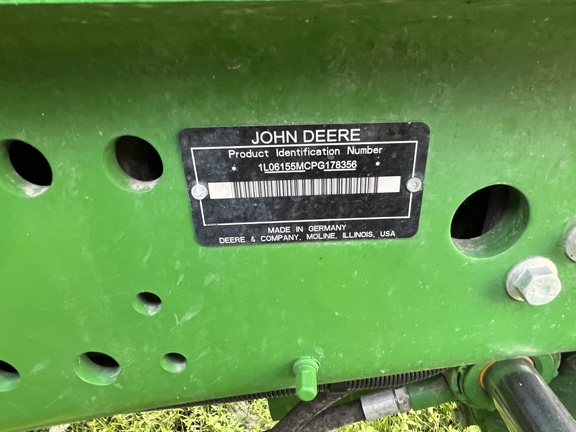 JOHN DEERE
Product Identification Number
* 1L06155MCPG178356 *
MADE IN GERMANY
DEERE & COMPANY, MOLINE, ILLINOIS, USA